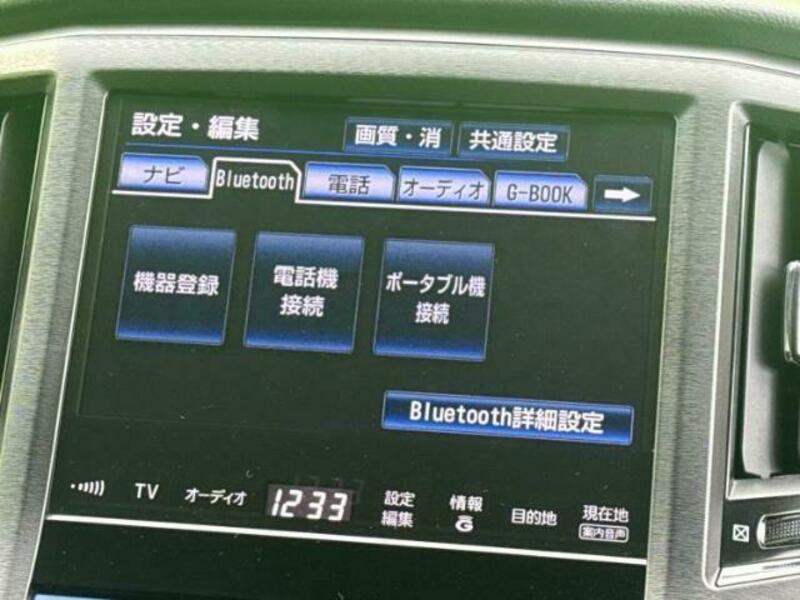 設定・編集 画質・消 共通設定
ナビ Bluetooth 電話 オーディオ G-BOOK
機器登録
電話機
接続
ポータブル機
接続
Bluetooth詳細設定
TV オーディオ 1233
設定
編集
情報
G
目的地
現在地
案内音声